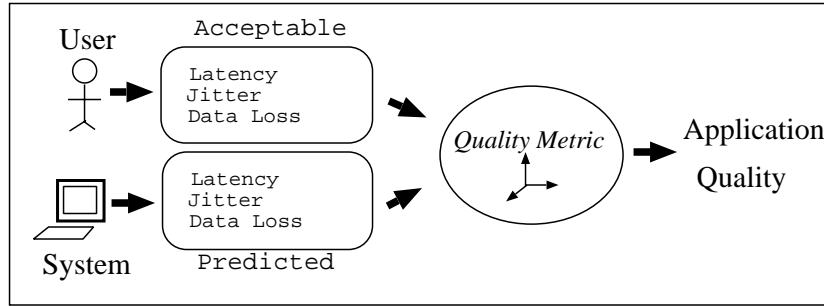 User
Acceptable
Latency
Jitter
Data Loss
Quality Metric
Application
Quality
Latency
Jitter
Data Loss
System
Predicted